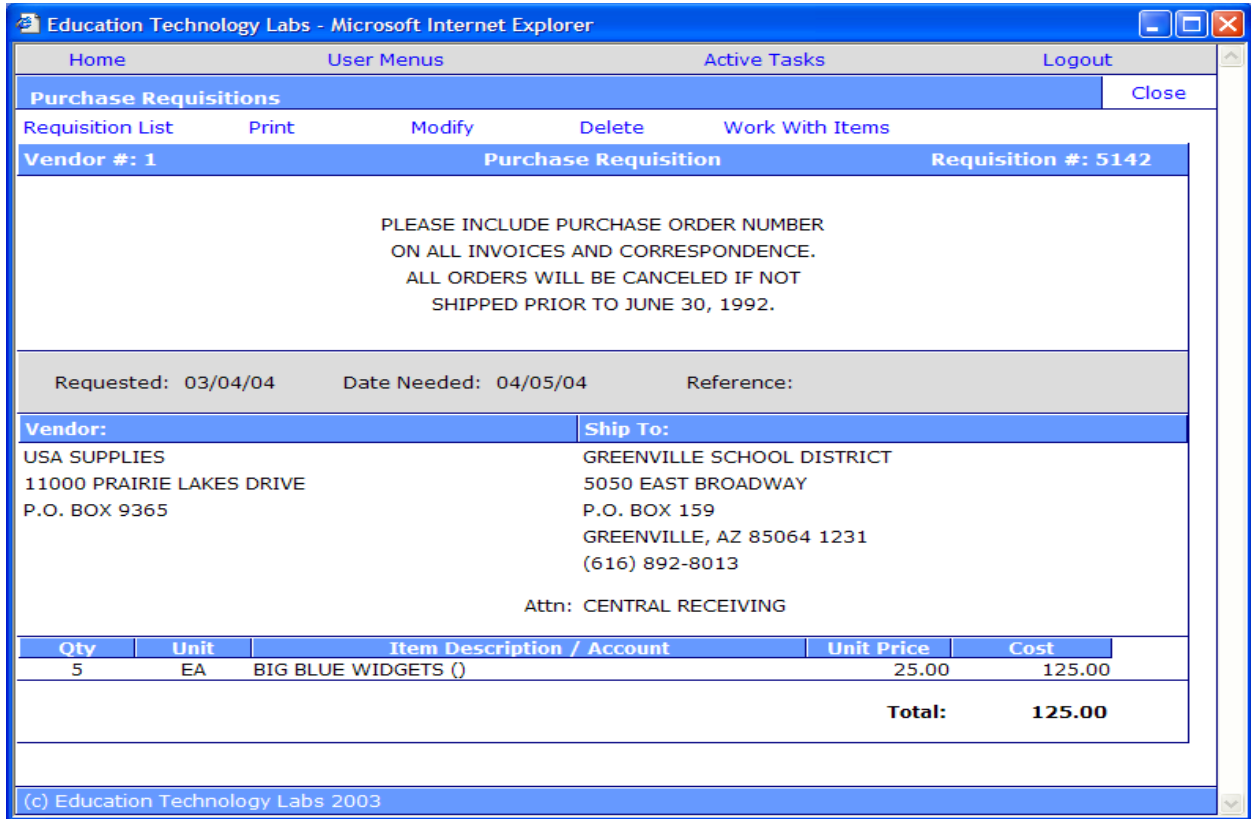 Education Technology Labs - Microsoft Internet Explorer
Home User Menus Active Tasks Logout
Purchase Requisitions Close
Requisition List Print Modify Delete Work With Items
Vendor #: 1 Purchase Requisition Requisition #: 5142
PLEASE INCLUDE PURCHASE ORDER NUMBER
ON ALL INVOICES AND CORRESPONDENCE.
ALL ORDERS WILL BE CANCELED IF NOT
SHIPPED PRIOR TO JUNE 30, 1992.
Requested: 03/04/04 Date Needed: 04/05/04 Reference:
Vendor: Ship To:
USA SUPPLIES GREENVILLE SCHOOL DISTRICT
11000 PRAIRIE LAKES DRIVE 5050 EAST BROADWAY
P.O. BOX 9365 P.O. BOX 159
GREENVILLE, AZ 85064 1231
(616) 892-8013
Attn: CENTRAL RECEIVING
Qty Unit Item Description / Account Unit Price Cost
5 EA BIG BLUE WIDGETS () 25.00 125.00
Total: 125.00
(c) Education Technology Labs 2003